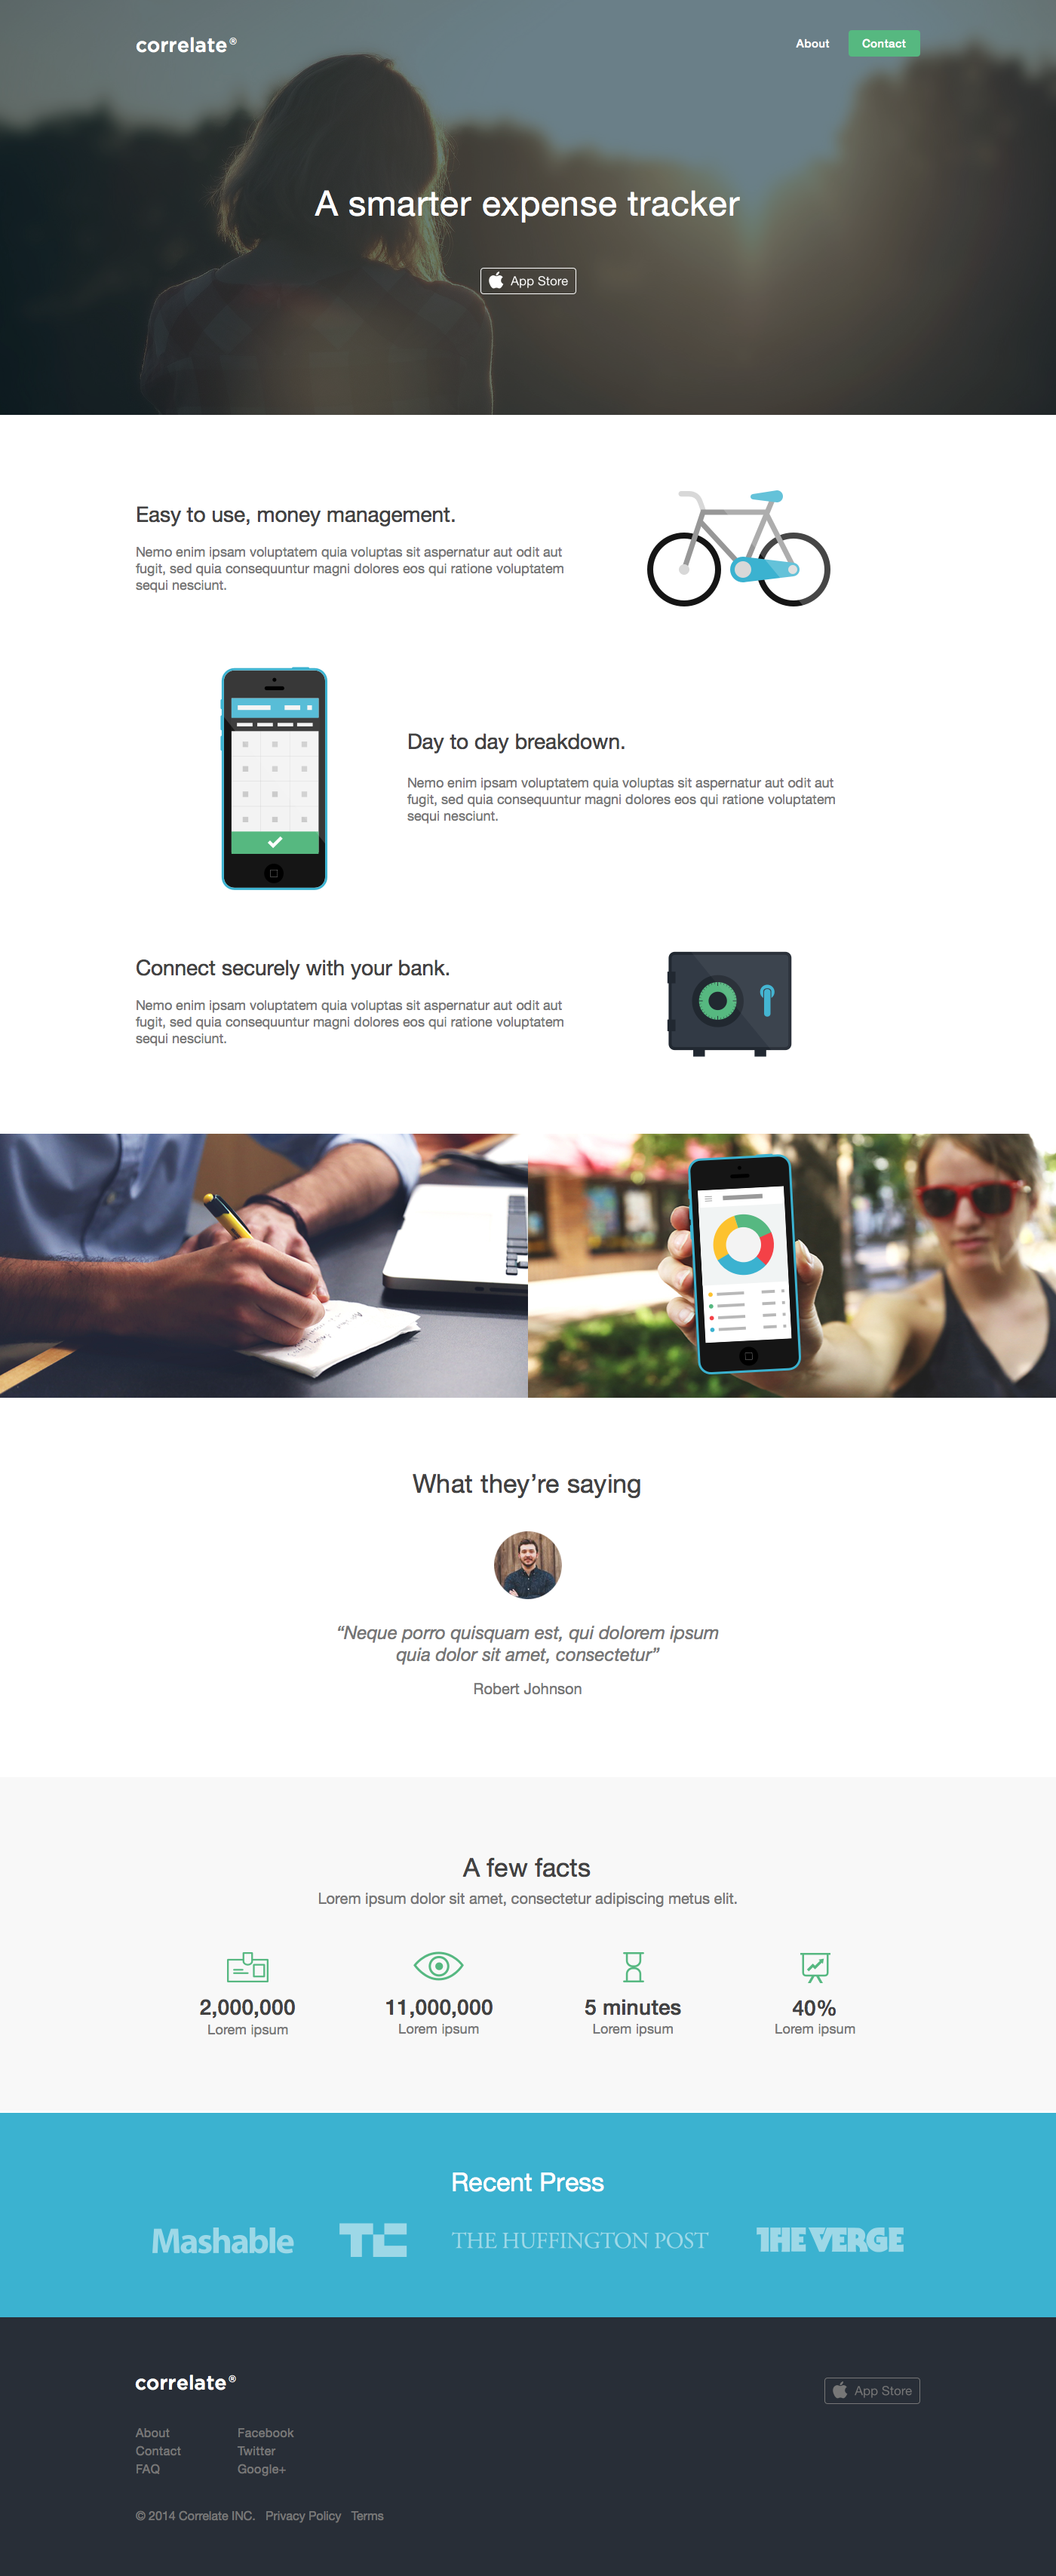 correlate®
About
Contact
A smarter expense tracker
App Store
Easy to use, money management.
Nemo enim ipsam voluptatem quia voluptas sit aspernatur aut odit aut
fugit, sed quia consequuntur magni dolores eos qui ratione voluptatem
sequi nesciunt.
Day to day breakdown.
Nemo enim ipsam voluptatem quia voluptas sit aspernatur aut odit aut
fugit, sed quia consequuntur magni dolores eos qui ratione voluptatem
sequi nesciunt.
Connect securely with your bank.
Nemo enim ipsam voluptatem quia voluptas sit aspernatur aut odit aut
fugit, sed quia consequuntur magni dolores eos qui ratione voluptatem
sequi nesciunt.
What they’re saying
“Neque porro quisquam est, qui dolorem ipsum
quia dolor sit amet, consectetur”
Robert Johnson
A few facts
Lorem ipsum dolor sit amet, consectetur adipiscing metus elit.
2,000,000
Lorem ipsum
11,000,000
Lorem ipsum
5 minutes
Lorem ipsum
40%
Lorem ipsum
Recent Press
Mashable
TC
THE HUFFINGTON POST
THE VERGE
correlate®
App Store
About
Contact
FAQ
Facebook
Twitter
Google+
© 2014 Correlate INC. Privacy Policy Terms